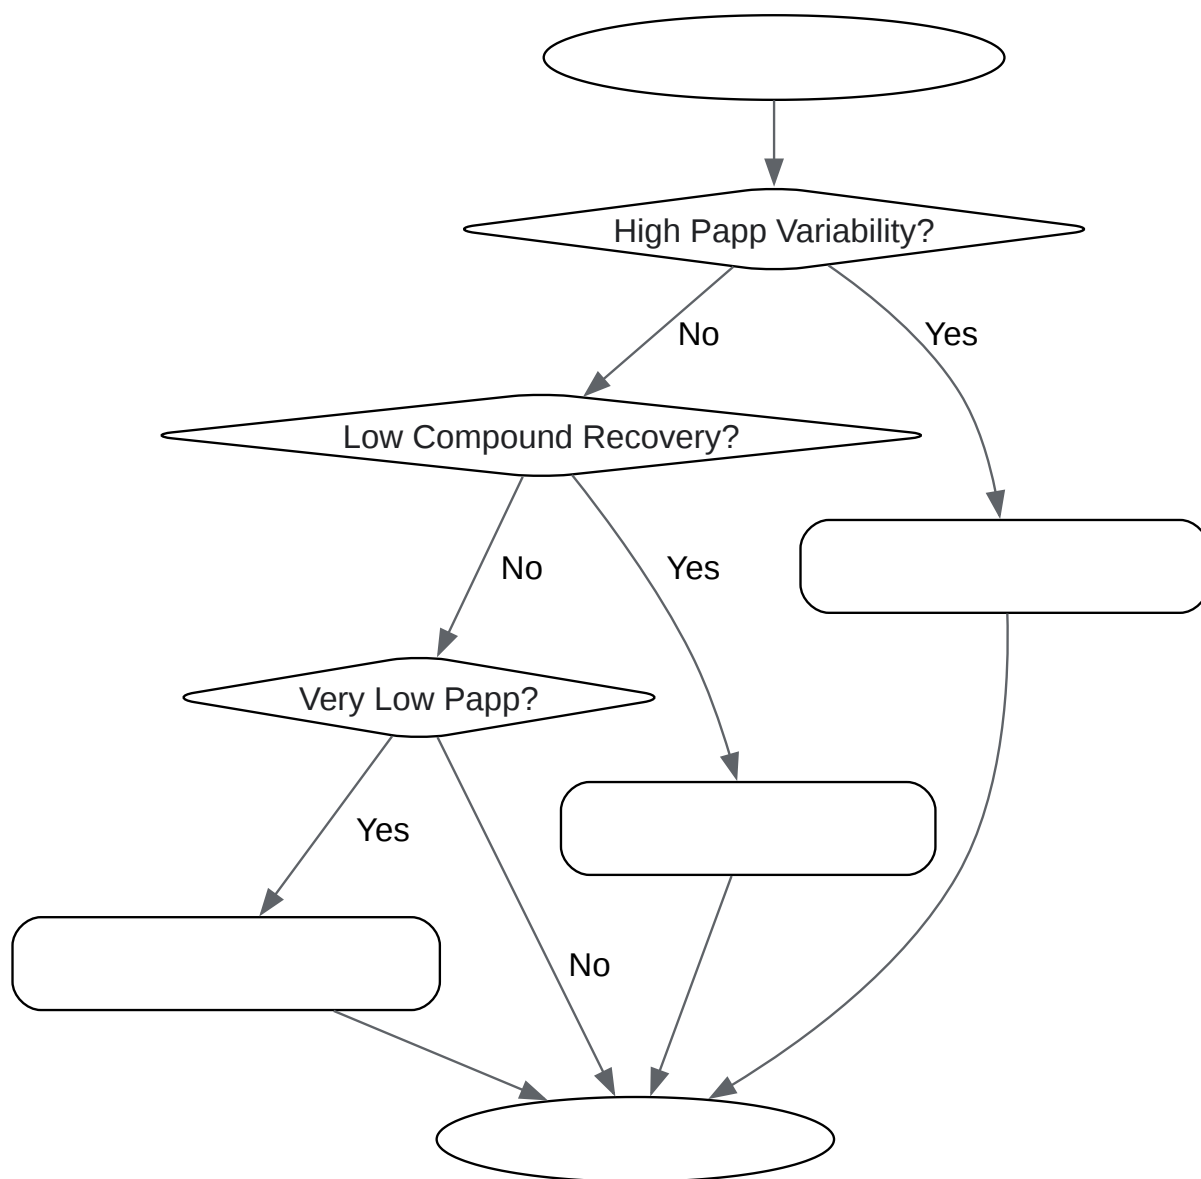 High Papp Variability?
No
Yes
Low Compound Recovery?
No
Yes
Very Low Papp?
Yes
No